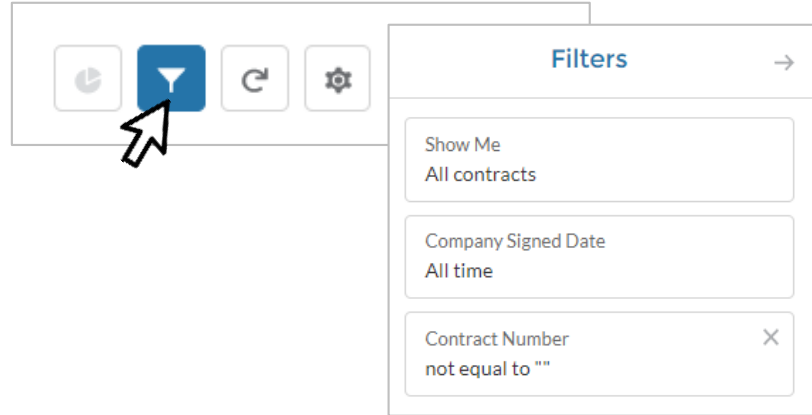 Filters
Show Me
All contracts
Company Signed Date
All time
Contract Number
not equal to ""